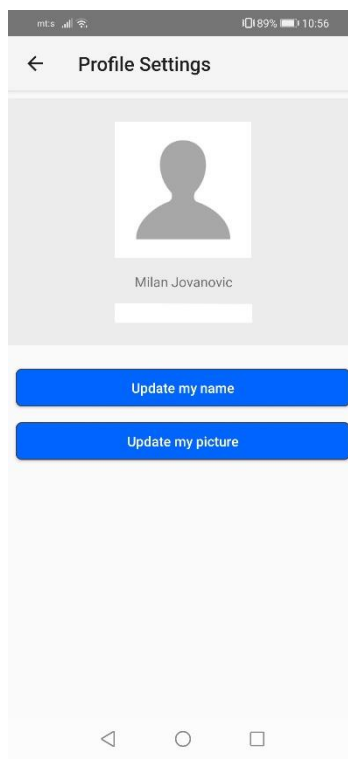 mt:s 89% 10:56
Profile Settings
Milan Jovanovic
Update my name
Update my picture